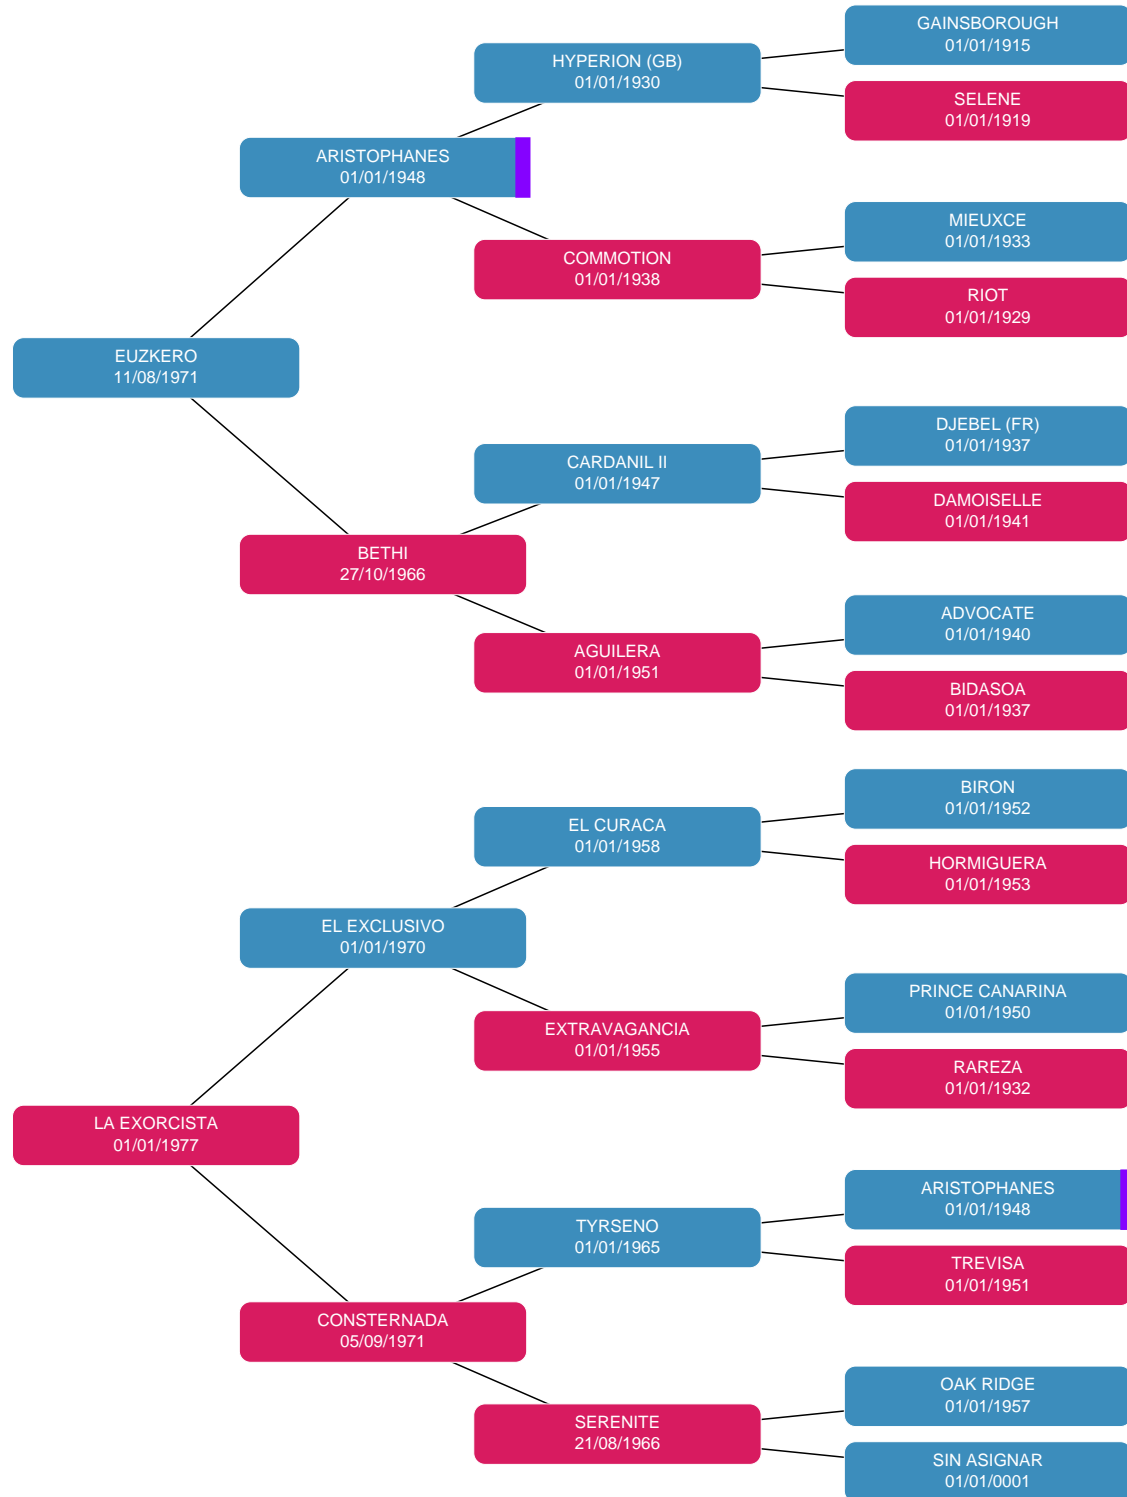 GAINSBOROUGH
01/01/1915
HYPERION (GB)
01/01/1930
SELENE
01/01/1919
ARISTOPHANES
01/01/1948
MIEUXCE
01/01/1933
COMMOTION
01/01/1938
RIOT
01/01/1929
EUZKERO
11/08/1971
DJEBEL (FR)
01/01/1937
CARDANIL II
01/01/1947
DAMOISELLE
01/01/1941
BETHI
27/10/1966
ADVOCATE
01/01/1940
AGUILERA
01/01/1951
BIDASOA
01/01/1937
BIRON
01/01/1952
EL CURACA
01/01/1958
HORMIGUERA
01/01/1953
EL EXCLUSIVO
01/01/1970
PRINCE CANARINA
01/01/1950
EXTRAVAGANCIA
01/01/1955
RAREZA
01/01/1932
LA EXORCISTA
01/01/1977
ARISTOPHANES
01/01/1948
TYRSENO
01/01/1965
TREVISA
01/01/1951
CONSTERNADA
05/09/1971
OAK RIDGE
01/01/1957
SERENITE
21/08/1966
SIN ASIGNAR
01/01/0001